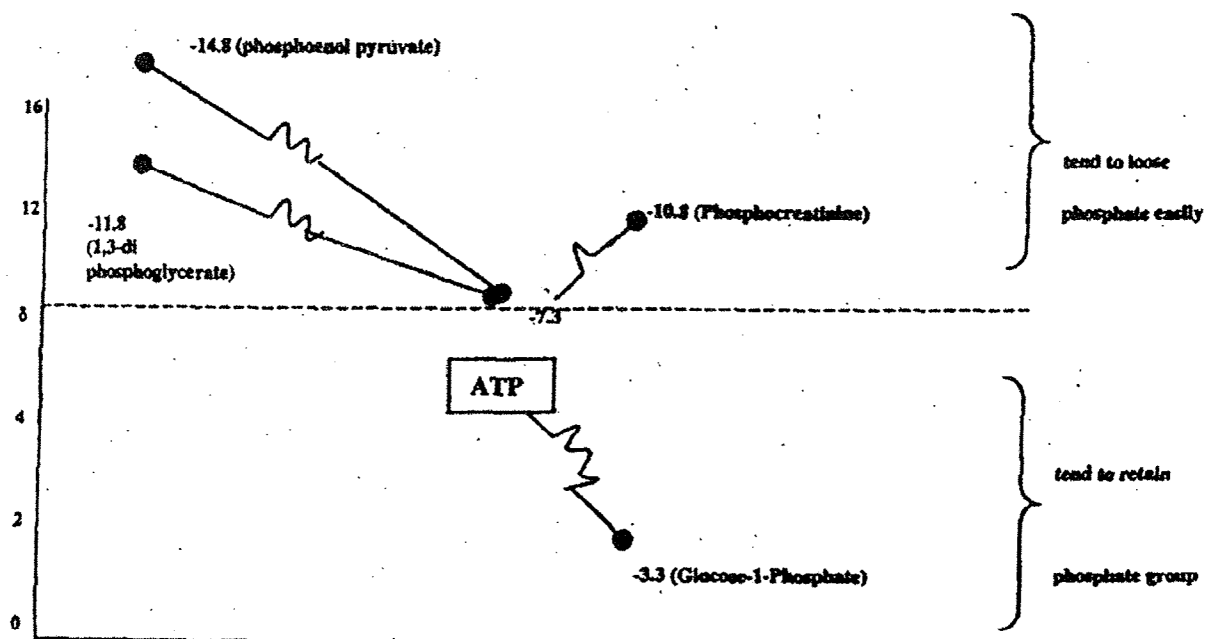 -14.8 (phosphoenol pyruvate)
16
tend to loose
12
-10.8 (Phosphocreatinine)
phosphate easily
-11.8
(1,3-di
phosphoglycerate)
8
-7.3
ATP
4
tend to retain
2
-3.3 (Glucose-1-Phosphate)
phosphate group
0